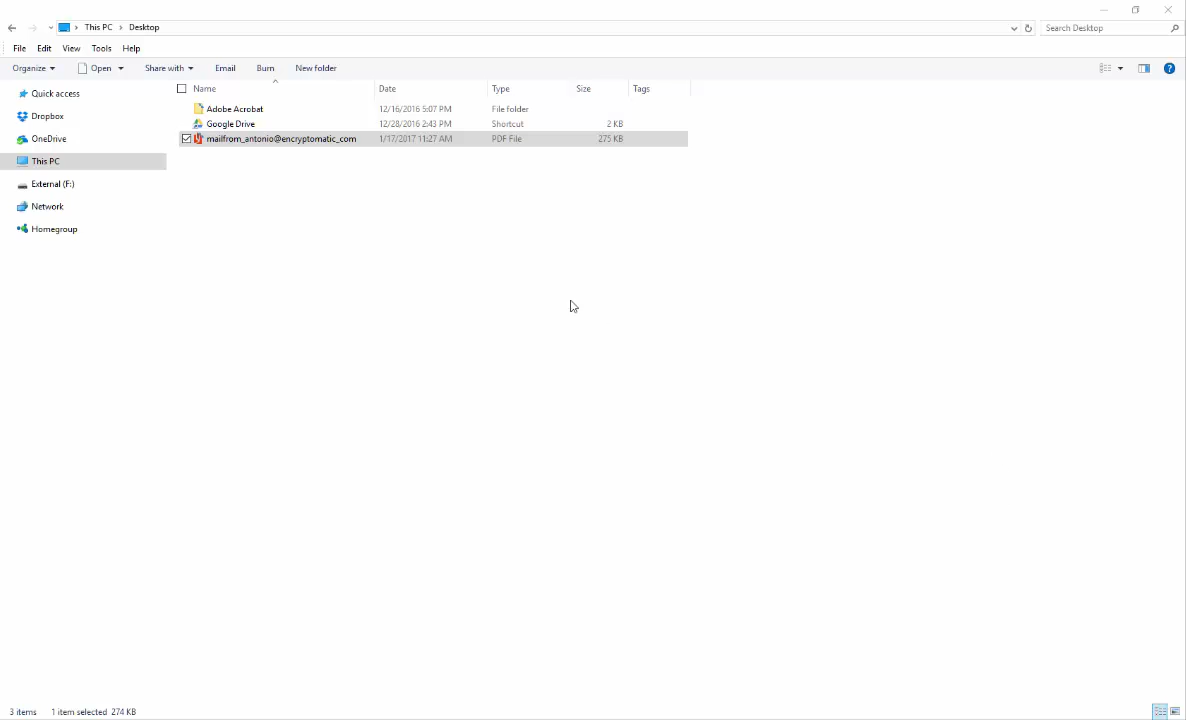 This PC > Desktop
Search Desktop
File Edit View Tools Help
Organize Open Share with Email Burn New folder
Name Date Type Size Tags
Quick access
Dropbox
OneDrive
This PC
External (F:)
Network
Homegroup
Adobe Acrobat 12/16/2016 5:07 PM File folder
Google Drive 12/28/2016 2:43 PM Shortcut 2 KB
mailfrom_antonio@encryptomatic_com 1/17/2017 11:27 AM PDF File 275 KB
3 items 1 item selected 274 KB